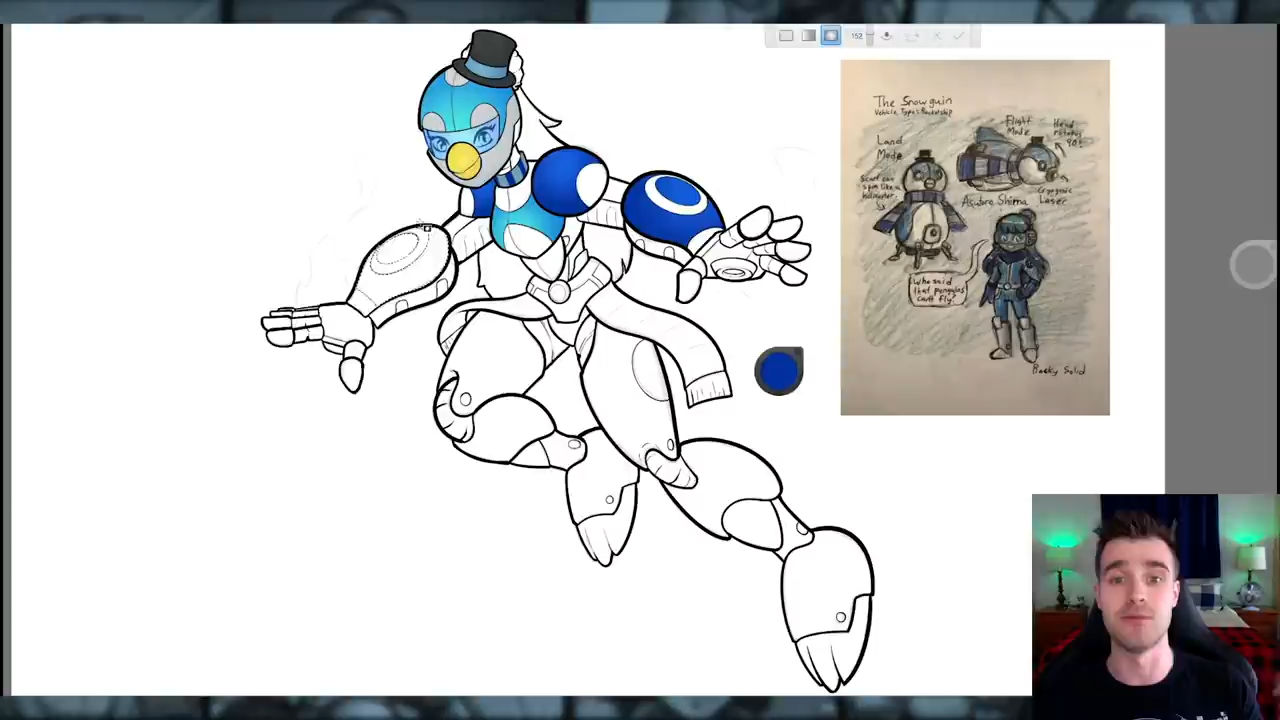 152
The Snowguin
Vehicle Type: Rocketship
Land
Mode
Flight
Mode
Head
rotates
90°
Scarf can
spin like a
helicopter.
Cryogenic
Laser
Asutoro Shima
Who said
that penguins
can't fly?
Rocky Solid